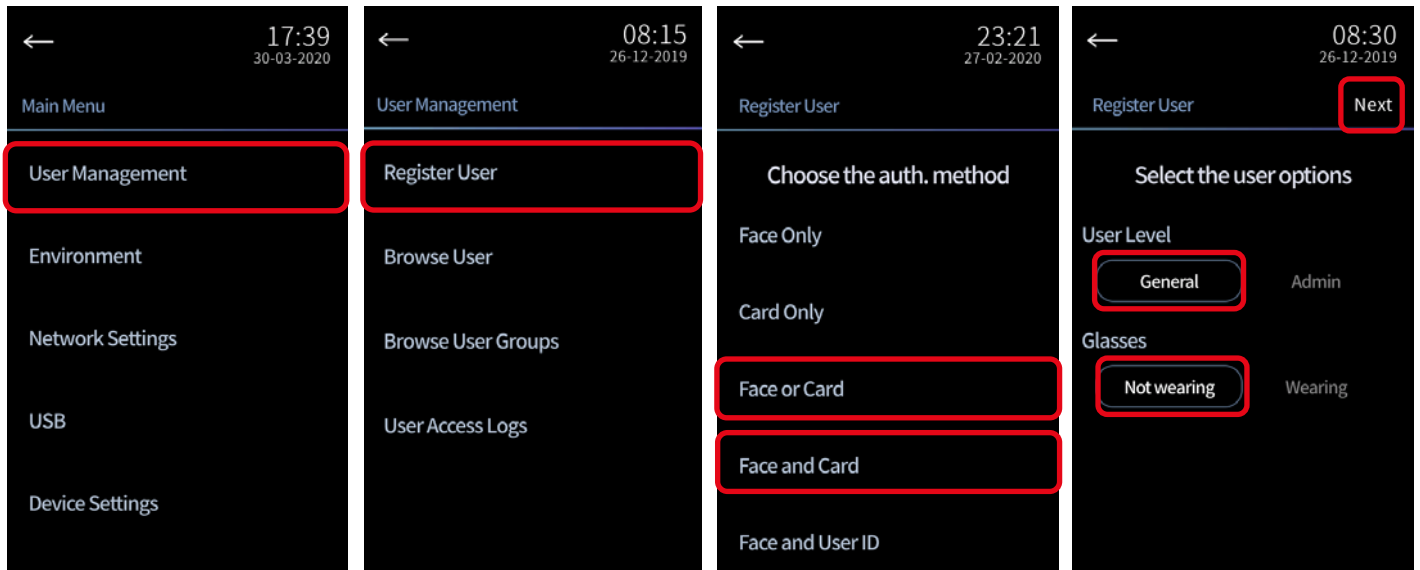 ←
17:39
30-03-2020
Main Menu
User Management
Environment
Network Settings
USB
Device Settings
←
08:15
26-12-2019
User Management
Register User
Browse User
Browse User Groups
User Access Logs
←
23:21
27-02-2020
Register User
Choose the auth. method
Face Only
Card Only
Face or Card
Face and Card
Face and User ID
←
08:30
26-12-2019
Register User Next
Select the user options
User Level
General Admin
Glasses
Not wearing Wearing